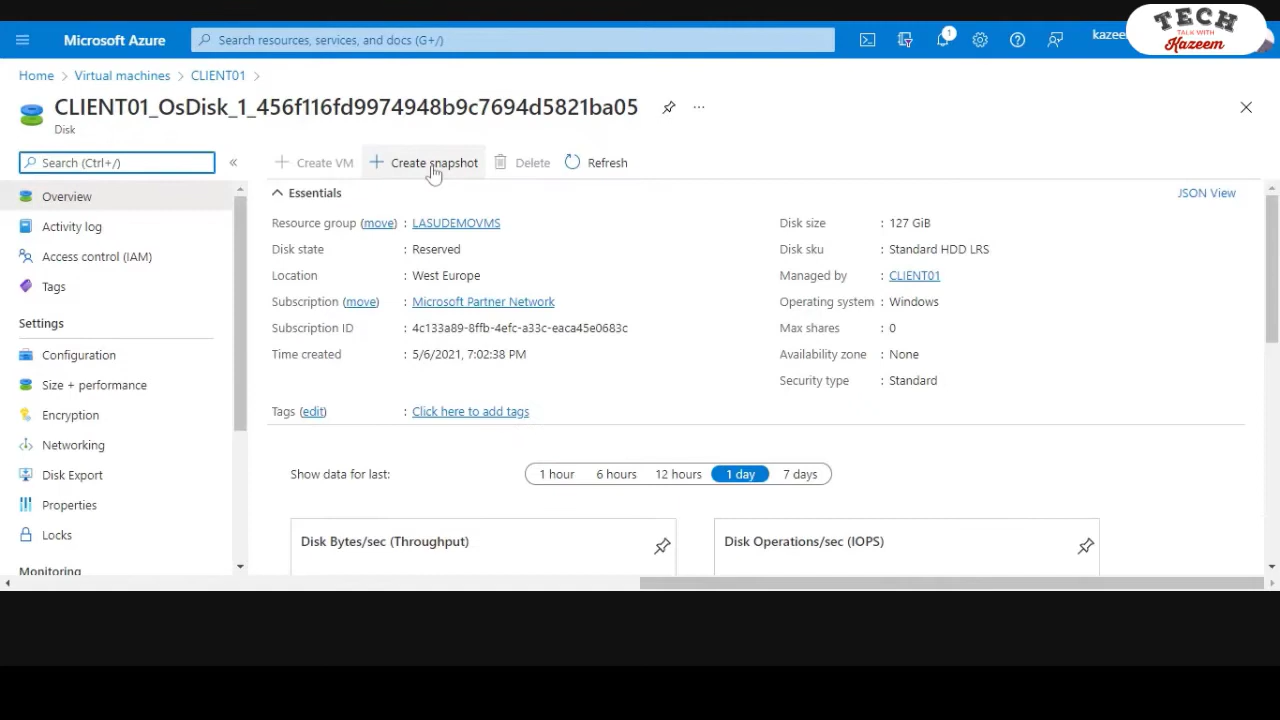 TECH
TALK WITH
Kazeem
Microsoft Azure
Search resources, services, and docs (G+/)
1
Home > Virtual machines > CLIENT01 >
CLIENT01_OsDisk_1_456f116fd9974948b9c7694d5821ba05
Disk
Search (Ctrl+/)
Overview
Activity log
Access control (IAM)
Tags
Settings
Configuration
Size + performance
Encryption
Networking
Disk Export
Properties
Locks
Monitoring
Create VM
Create snapshot
Delete
Refresh
Essentials
JSON View
Resource group (move) : LASUDEMOVMS
Disk state : Reserved
Location : West Europe
Subscription (move) : Microsoft Partner Network
Subscription ID : 4c133a89-8ffb-4efc-a33c-eaca45e0683c
Time created : 5/6/2021, 7:02:38 PM
Disk size : 127 GiB
Disk sku : Standard HDD LRS
Managed by : CLIENT01
Operating system : Windows
Max shares : 0
Availability zone : None
Security type : Standard
Tags (edit) : Click here to add tags
Show data for last: 1 hour 6 hours 12 hours 1 day 7 days
Disk Bytes/sec (Throughput)
Disk Operations/sec (IOPS)